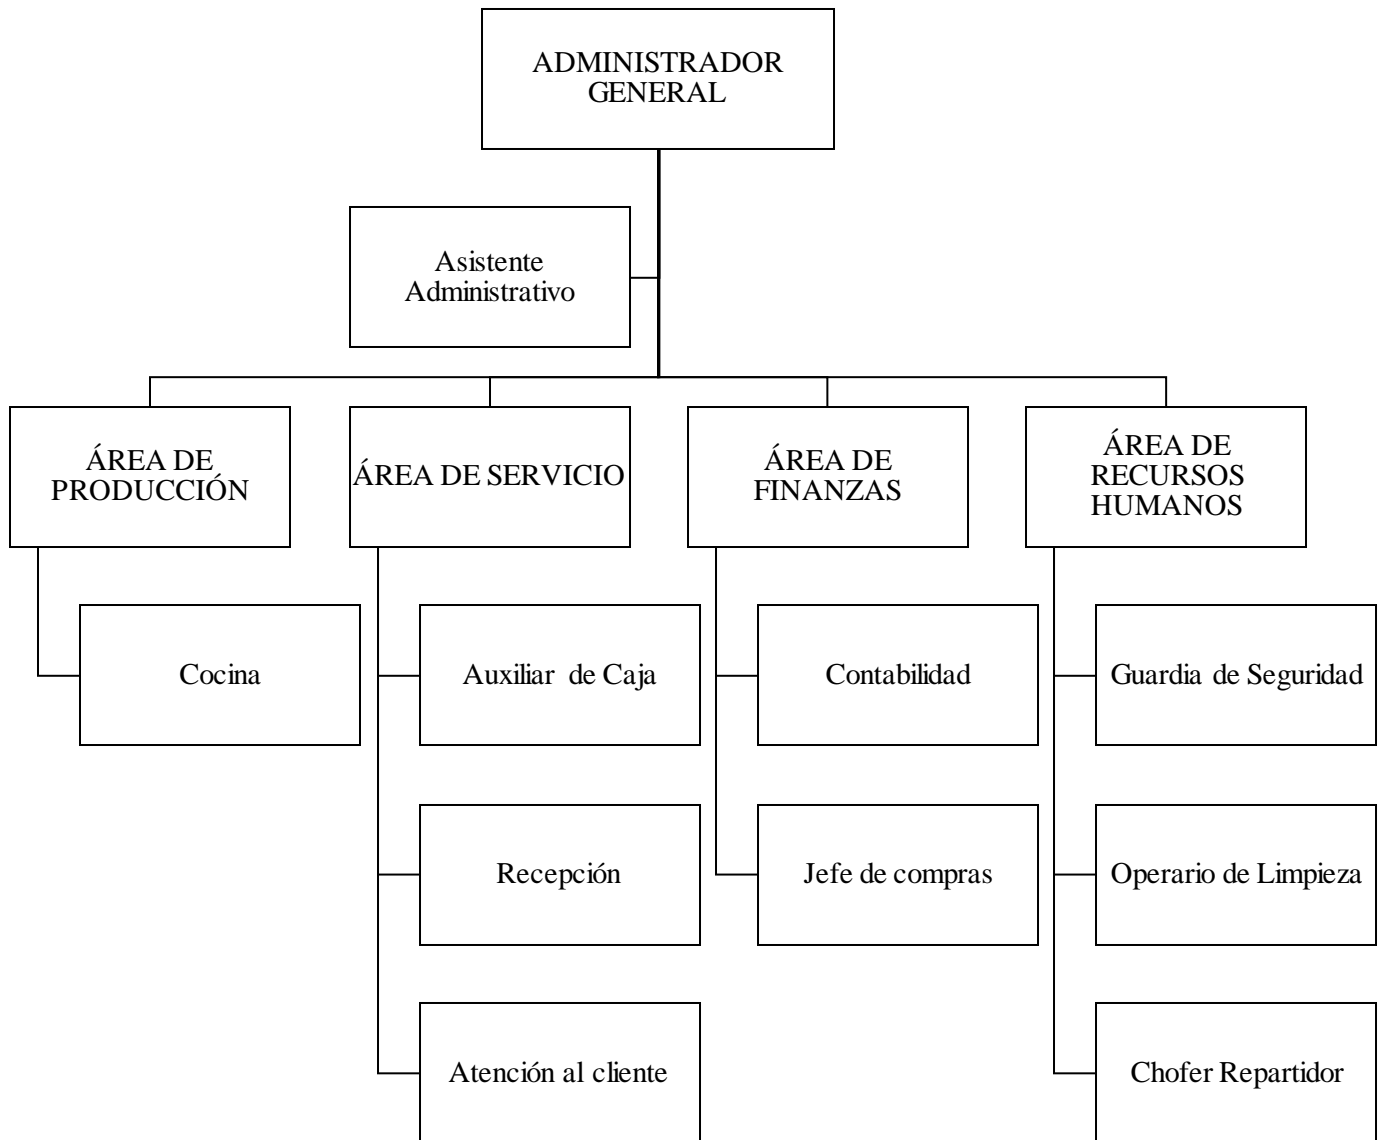 ADMINISTRADOR
GENERAL
Asistente
Administrativo
ÁREA DE
PRODUCCIÓN
ÁREA DE SERVICIO
ÁREA DE
FINANZAS
ÁREA DE
RECURSOS
HUMANOS
Cocina
Auxiliar de Caja
Contabilidad
Guardia de Seguridad
Recepción
Jefe de compras
Operario de Limpieza
Atención al cliente
Chofer Repartidor